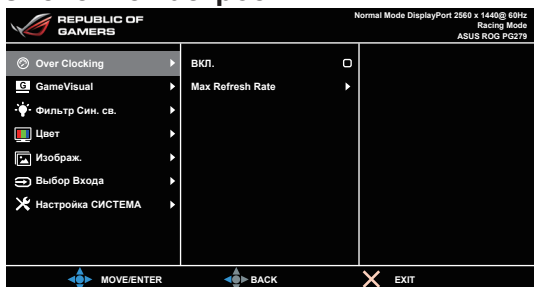 REPUBLIC OF
GAMERS
Normal Mode DisplayPort 2560 x 1440@ 60Hz
Racing Mode
ASUS ROG PG279
Over Clocking
GameVisual
Фильтр Син. св.
Цвет
Изображ.
Выбор Входа
Настройка СИСТЕМА
ВКЛ.
Max Refresh Rate
MOVE/ENTER
BACK
EXIT